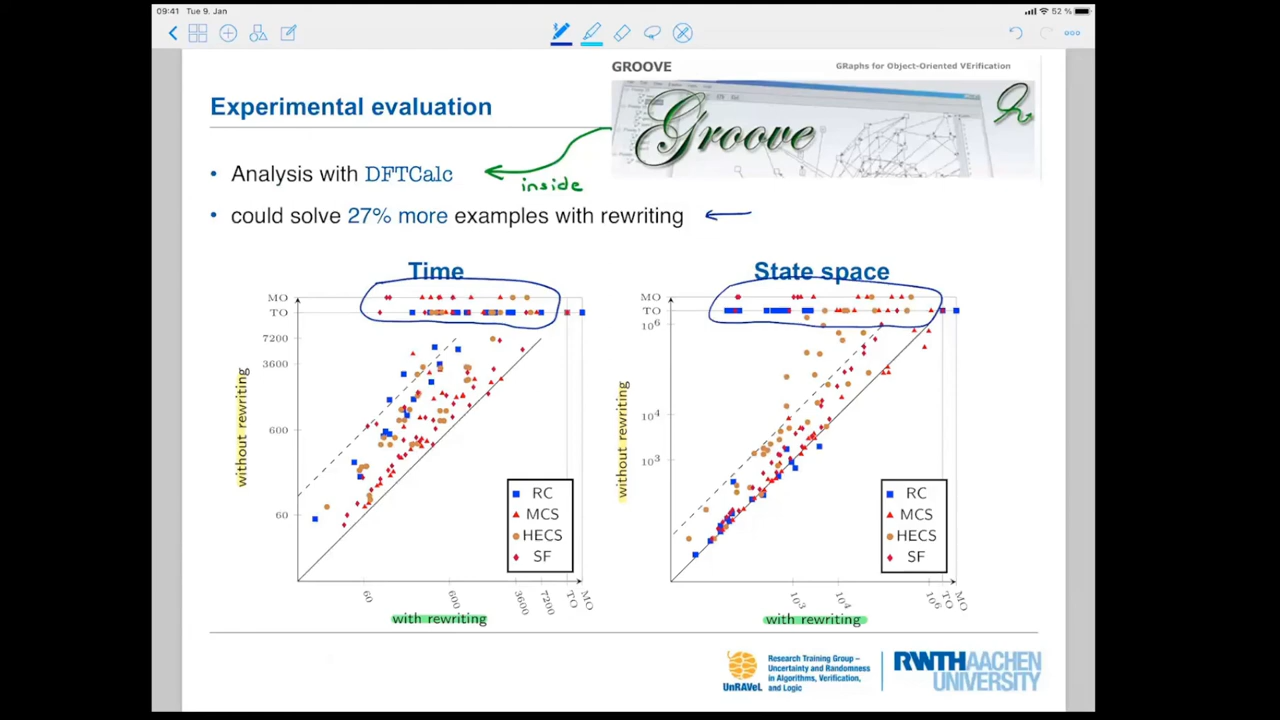 09:41 Tue 9. Jan
52 %
GROOVE
GRaphs for Object-Oriented VErification
Experimental evaluation
Groove
• Analysis with DFTCalc
inside
• could solve 27% more examples with rewriting
Time
State space
MO
TO
7200
3600
600
60
without rewriting
RC
MCS
HECS
SF
60
600
3600
7200
TO
MO
with rewriting
MO
TO
10⁶
10⁴
10³
without rewriting
RC
MCS
HECS
SF
10³
10⁴
10⁶
TO
MO
with rewriting
UnRAVeL
Research Training Group –
Uncertainty and Randomness
in Algorithms, Verification,
and Logic
RWTH AACHEN
UNIVERSITY